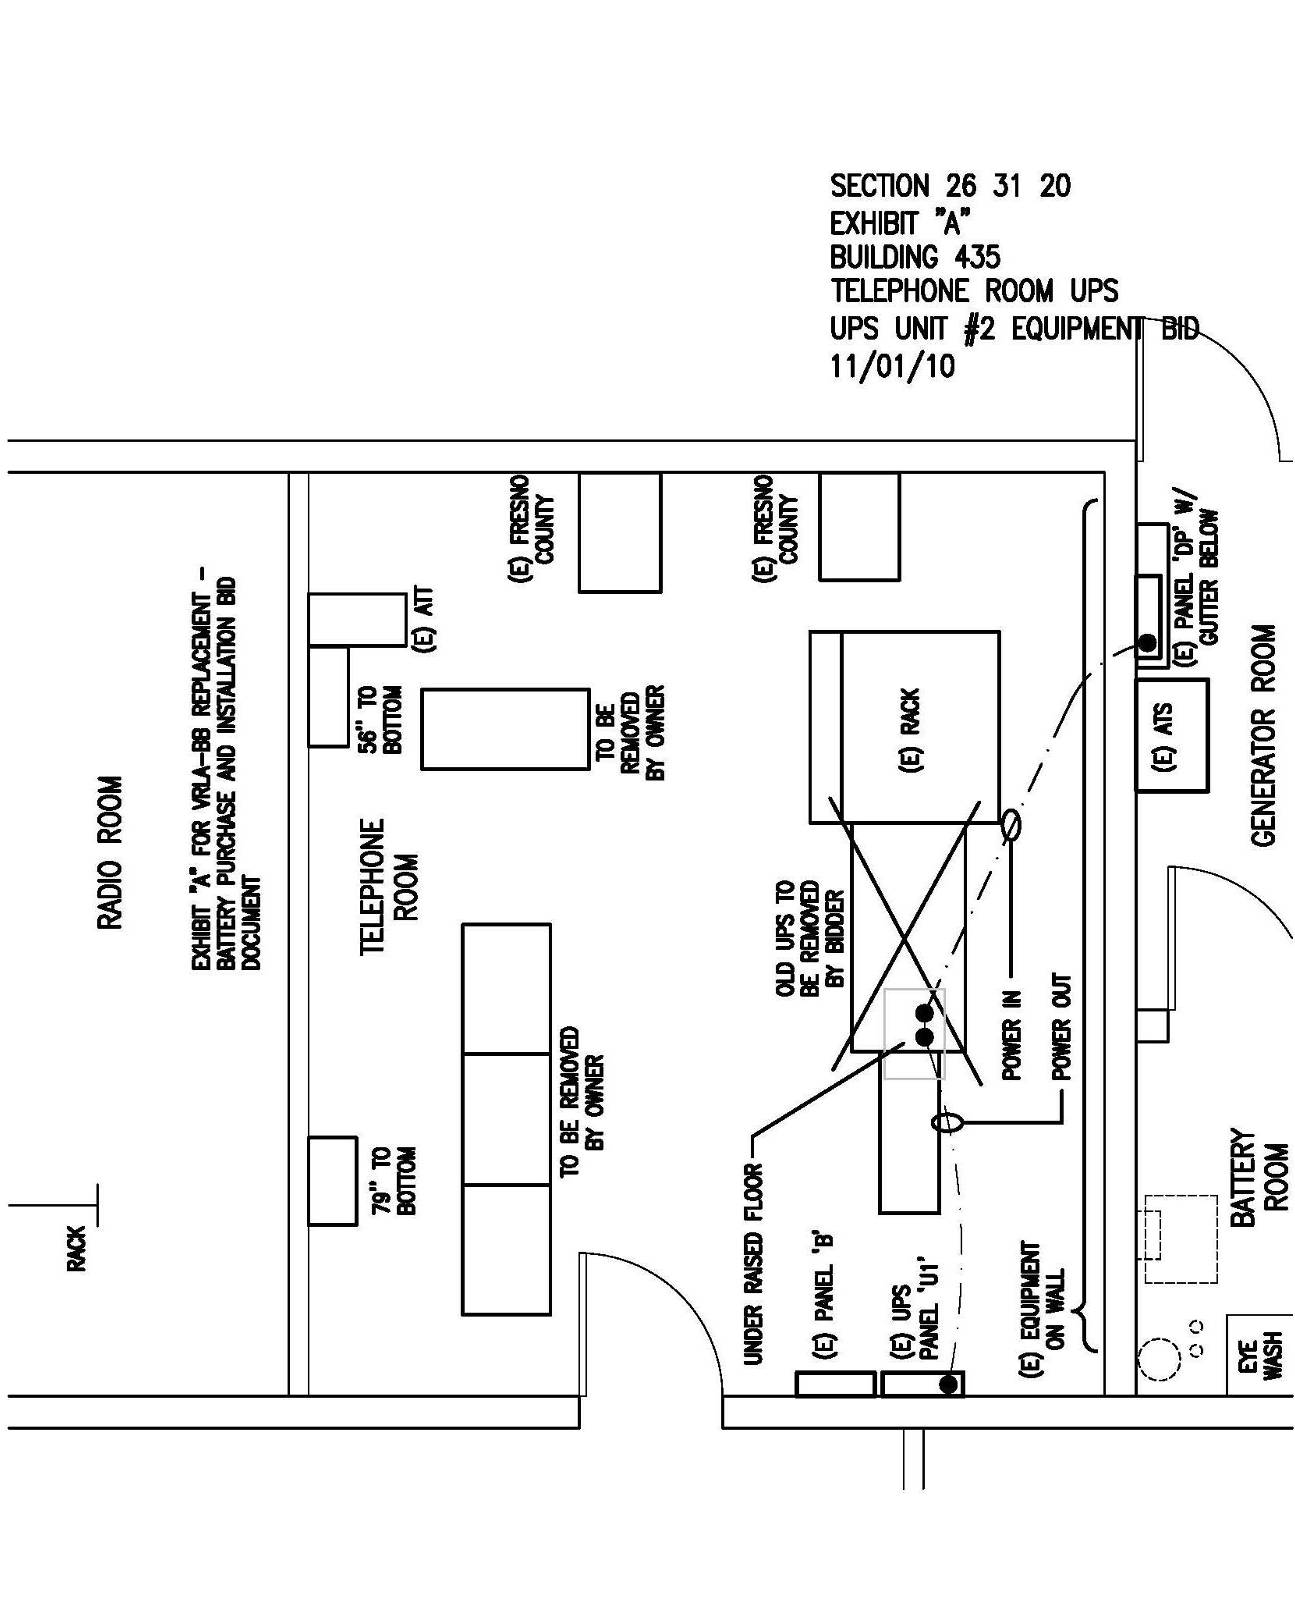 SECTION 26 31 20
EXHIBIT "A"
BUILDING 435
TELEPHONE ROOM UPS
UPS UNIT #2 EQUIPMENT BID
11/01/10
RADIO ROOM
RACK
EXHIBIT "A" FOR VRLA-BB REPLACEMENT -
BATTERY PURCHASE AND INSTALLATION BID
DOCUMENT
TELEPHONE
ROOM
56" TO
BOTTOM
(E) ATT
79" TO
BOTTOM
(E) FRESNO
COUNTY
TO BE
REMOVED
BY OWNER
TO BE REMOVED
BY OWNER
(E) FRESNO
COUNTY
OLD UPS TO
BE REMOVED
BY BIDDER
(E) RACK
UNDER RAISED FLOOR
(E) PANEL 'B'
(E) UPS
PANEL 'U1'
POWER IN
POWER OUT
(E) EQUIPMENT
ON WALL
(E) PANEL 'DP' W/
GUTTER BELOW
(E) ATS
GENERATOR ROOM
BATTERY
ROOM
EYE
WASH